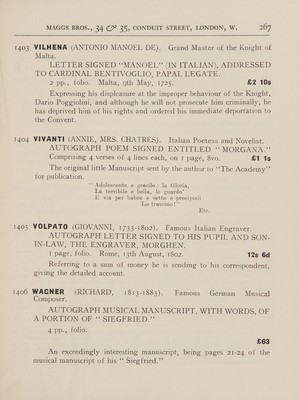 MAGGS BROS., 34 & 35, CONDUIT STREET, LONDON, W. 267
1403 VILHENA (ANTONIO MANOEL DE). Grand Master of the Knight of
Malta.
LETTER SIGNED "MANOEL" (IN ITALIAN), ADDRESSED
TO CARDINAL BENTIVOGLIO, PAPAL LEGATE.
2 pp., folio. Malta, 9th May, 1725. £2 10s
Expressing his displeasure at the improper behaviour of the Knight,
Dario Poggiolini, and although he will not prosecute him criminally, he
has deprived him of his rights and ordered his immediate deportation to
the Convent.
1404 VIVANTI (ANNIE, MRS. CHATRES). Italian Poetess and Novelist.
AUTOGRAPH POEM SIGNED ENTITLED "MORGANA."
Comprising 4 verses of 4 lines each, on 1 page, 8vo. £1 1s
The original little Manuscript sent by the author to "The Academy"
for publication.
"Adolescente e gracile: la Gloria,
La terribile e bella, lo guardo
E via per habze e vette e precipizii
Lo trascino!"
Etc.
1405 VOLPATO (GIOVANNI, 1733-1802). Famous Italian Engraver.
AUTOGRAPH LETTER SIGNED TO HIS PUPIL AND SON-
IN-LAW, THE ENGRAVER, MORGHEN.
1 page, folio. Rome, 13th August, 1802. 12s 6d
Referring to a sum of money he is sending to his correspondent,
giving the detailed account.
1406 WAGNER (RICHARD, 1813-1883). Famous German Musical
Composer.
AUTOGRAPH MUSICAL MANUSCRIPT, WITH WORDS, OF
A PORTION OF "SIEGFRIED."
4 pp., folio.
£63
An exceedingly interesting manuscript, being pages 21-24 of the
musical manuscript of his "Siegfried."